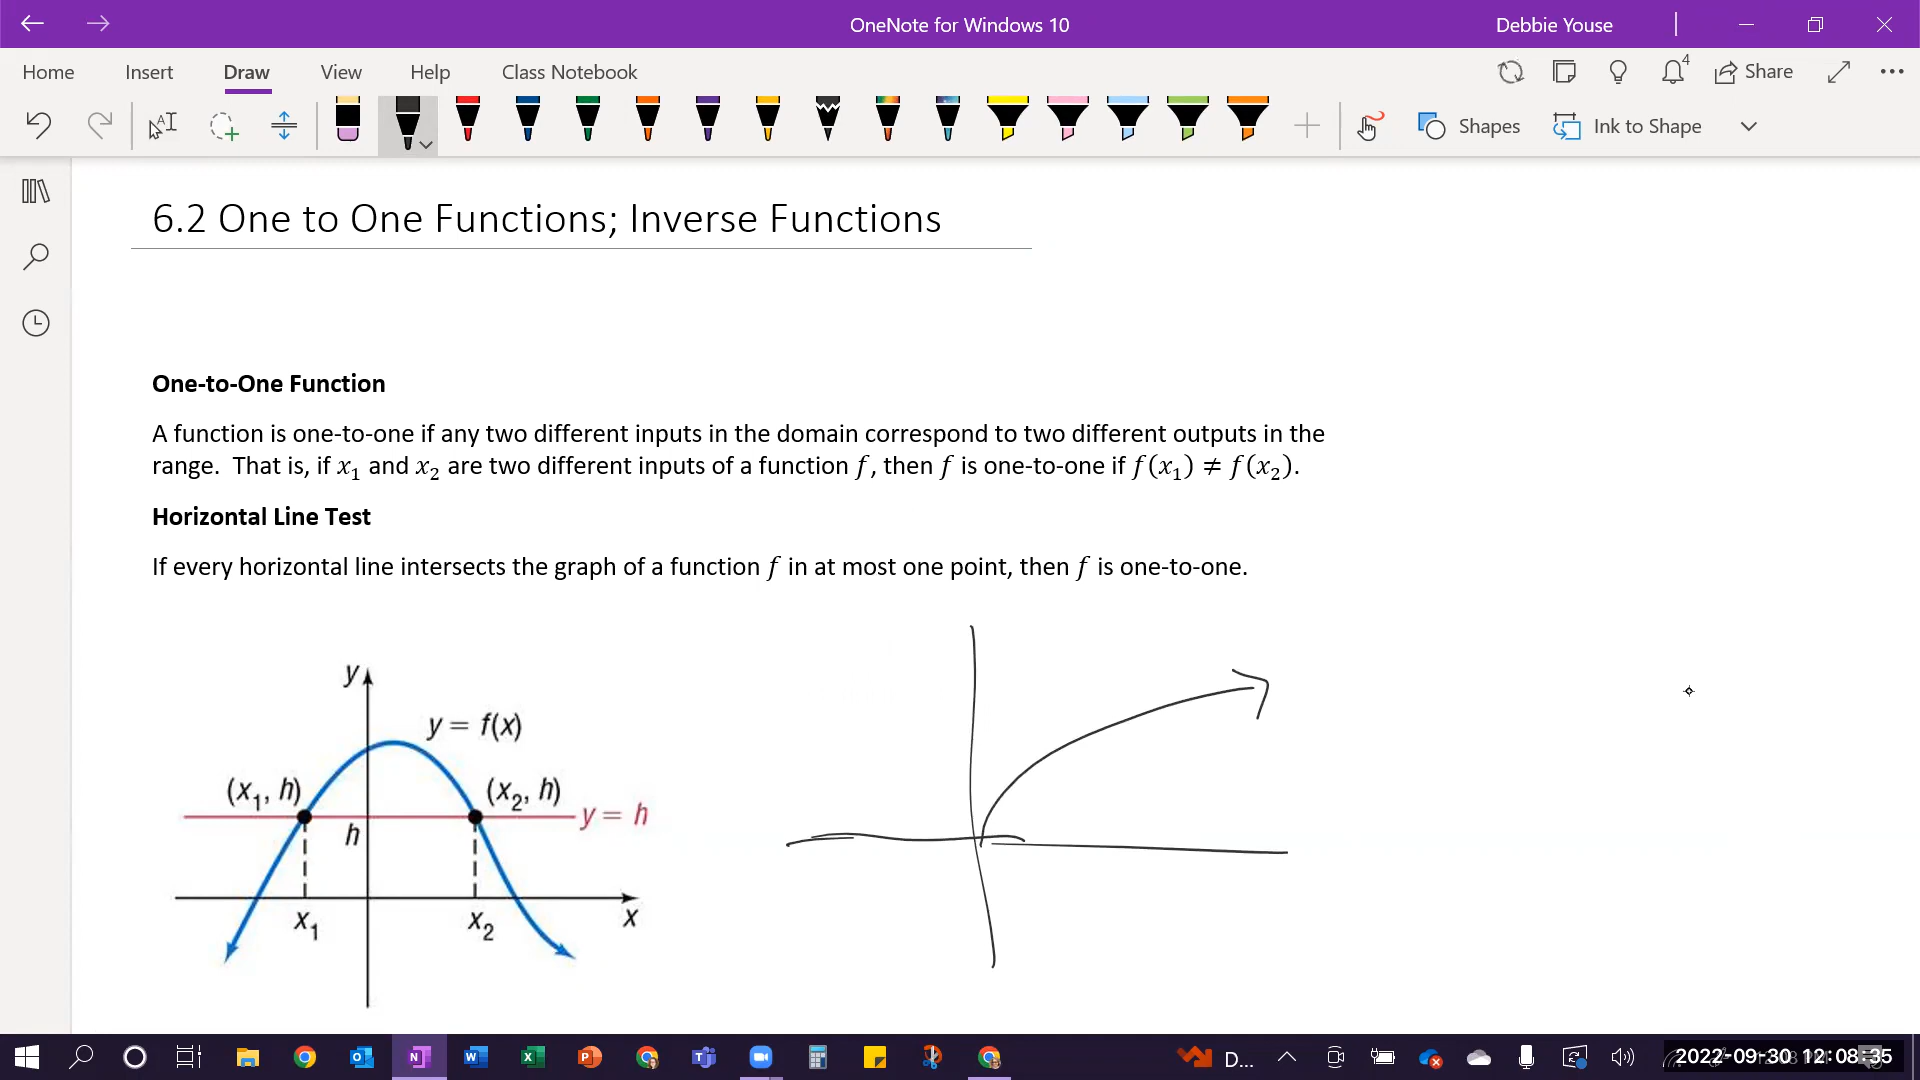 OneNote for Windows 10
Debbie Youse
Home Insert Draw View Help Class Notebook
4
Share
Shapes
Ink to Shape
6.2 One to One Functions; Inverse Functions
One-to-One Function
A function is one-to-one if any two different inputs in the domain correspond to two different outputs in the
range. That is, if x₁ and x₂ are two different inputs of a function f, then f is one-to-one if f(x₁) ≠ f(x₂).
Horizontal Line Test
If every horizontal line intersects the graph of a function f in at most one point, then f is one-to-one.
y
y = f(x)
(x₁, h)
(x₂, h)
y = h
h
x₁
x₂
x
D...
2022-09-30 12:08:35